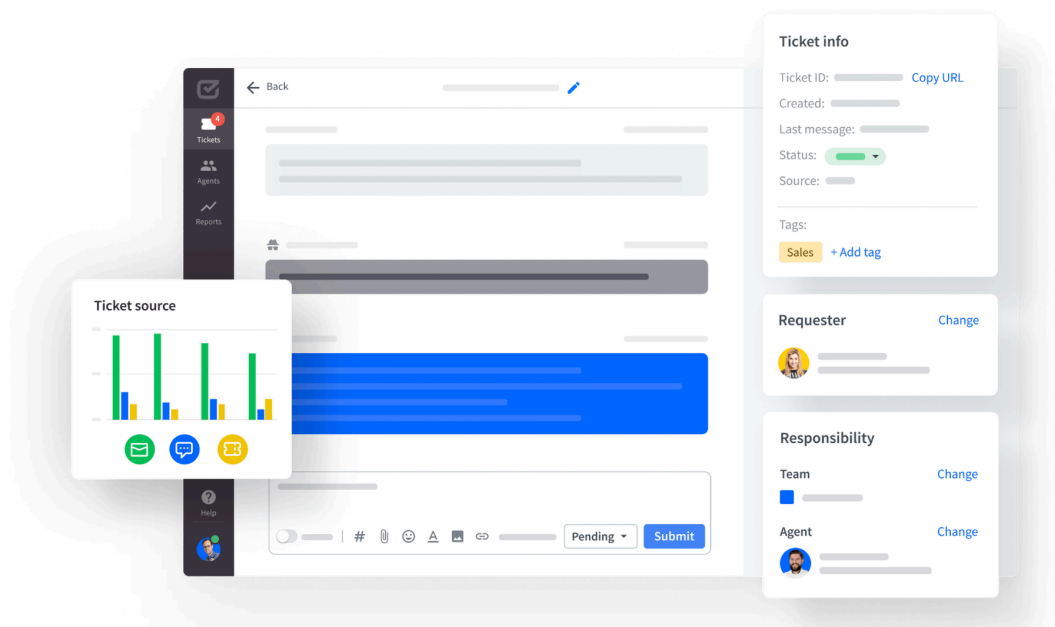 Back
4
Tickets
Agents
Reports
Help
Ticket source
#
A
Pending
Submit
Ticket info
Ticket ID:
Copy URL
Created:
Last message:
Status:
Source:
Tags:
Sales
+ Add tag
Requester
Change
Responsibility
Team
Change
Agent
Change